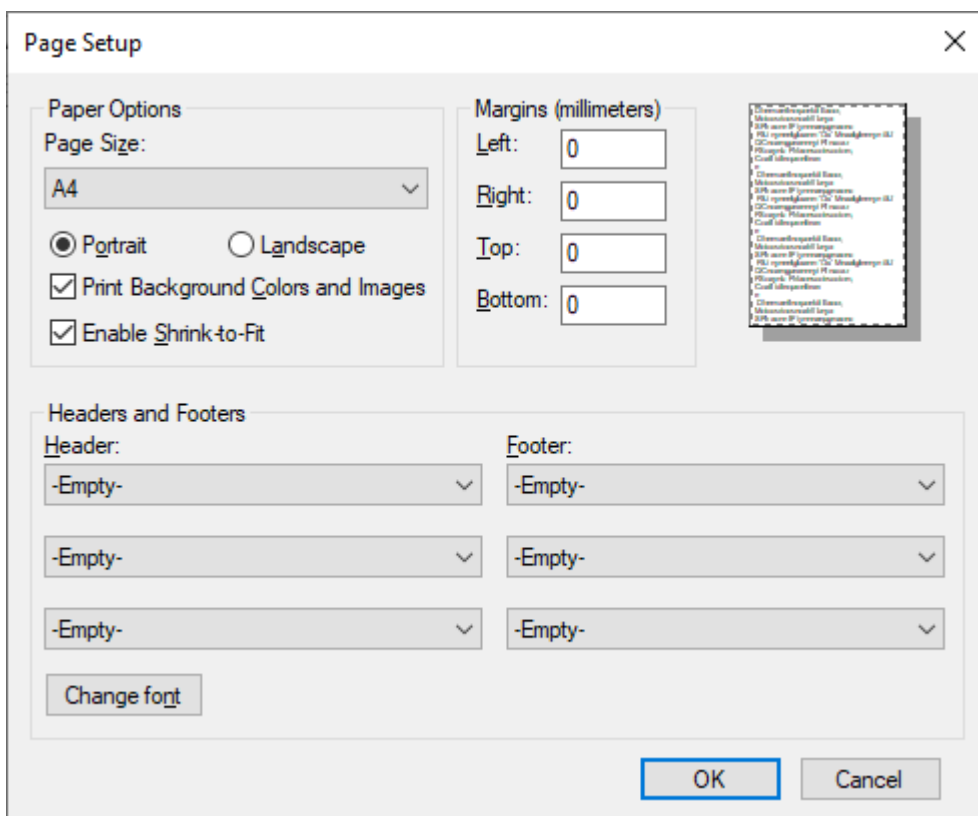 Page Setup
Paper Options
Page Size:
A4
Portrait
Landscape
Print Background Colors and Images
Enable Shrink-to-Fit
Margins (millimeters)
Left: 0
Right: 0
Top: 0
Bottom: 0
Headers and Footers
Header:
Footer:
-Empty-
-Empty-
-Empty-
-Empty-
-Empty-
-Empty-
Change font
OK
Cancel